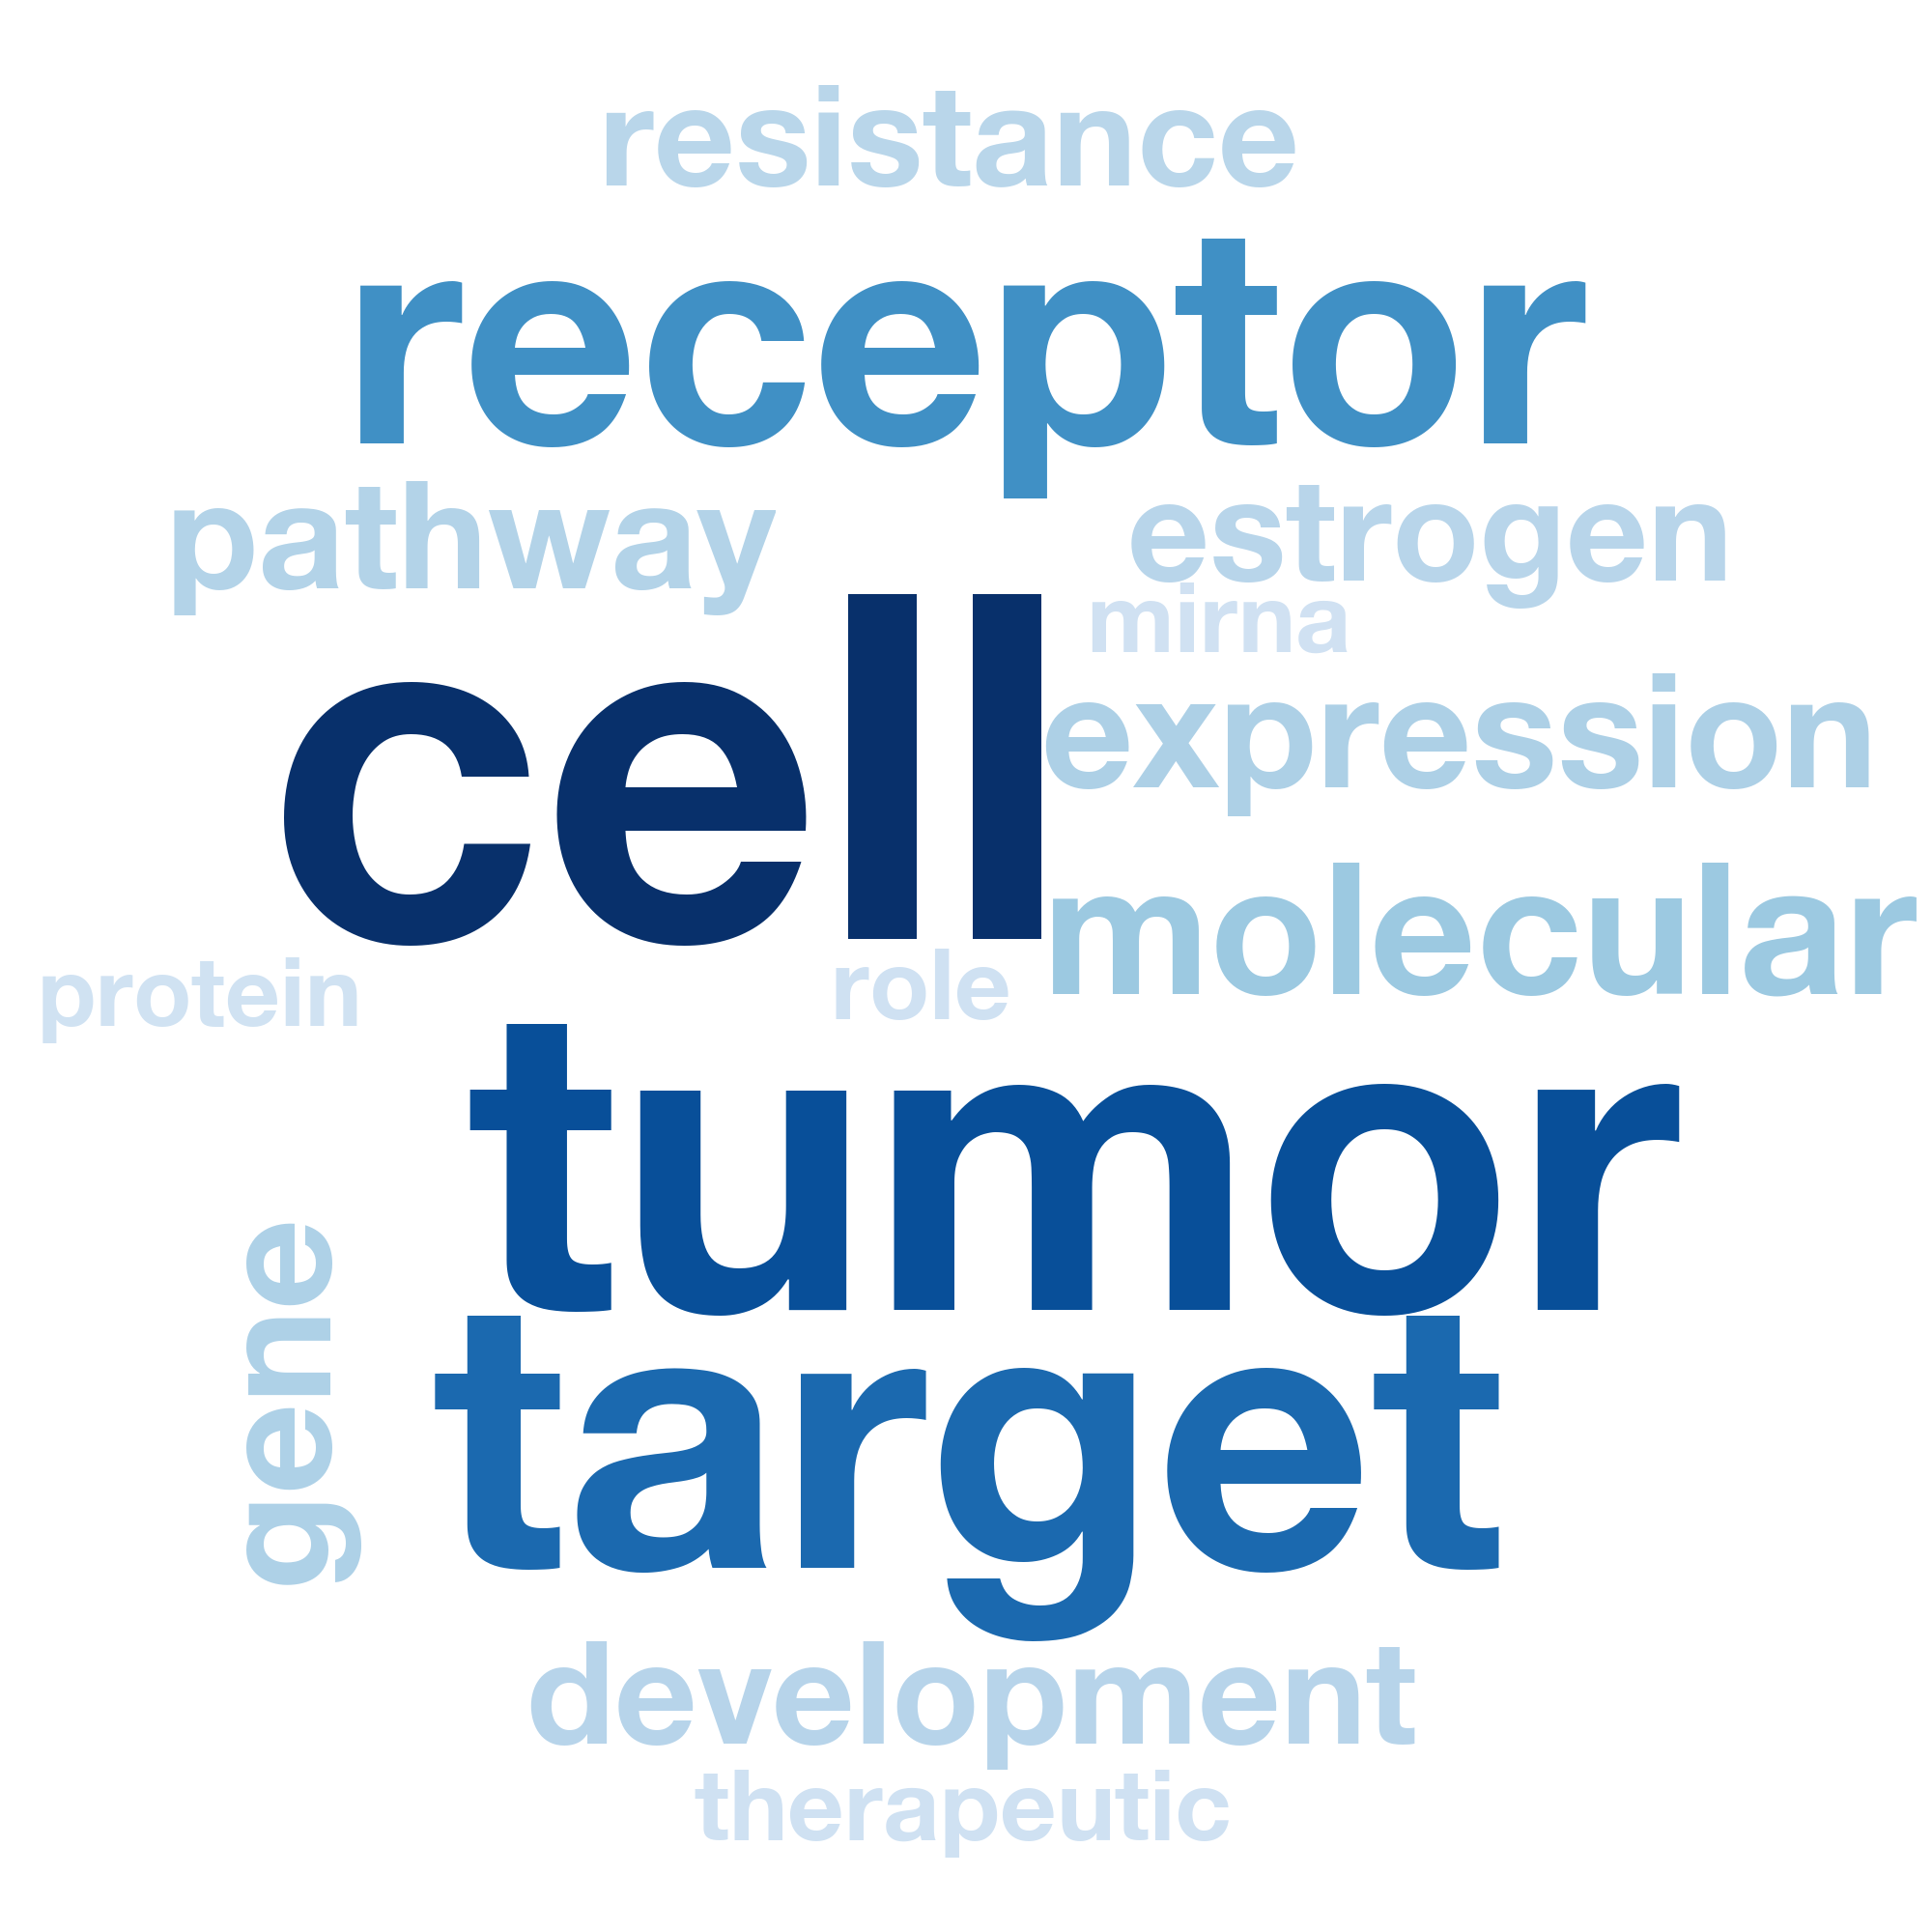 resistance
receptor
pathway
estrogen
mirna
cell
expression
molecular
protein
role
tumor
gene
target
development
therapeutic